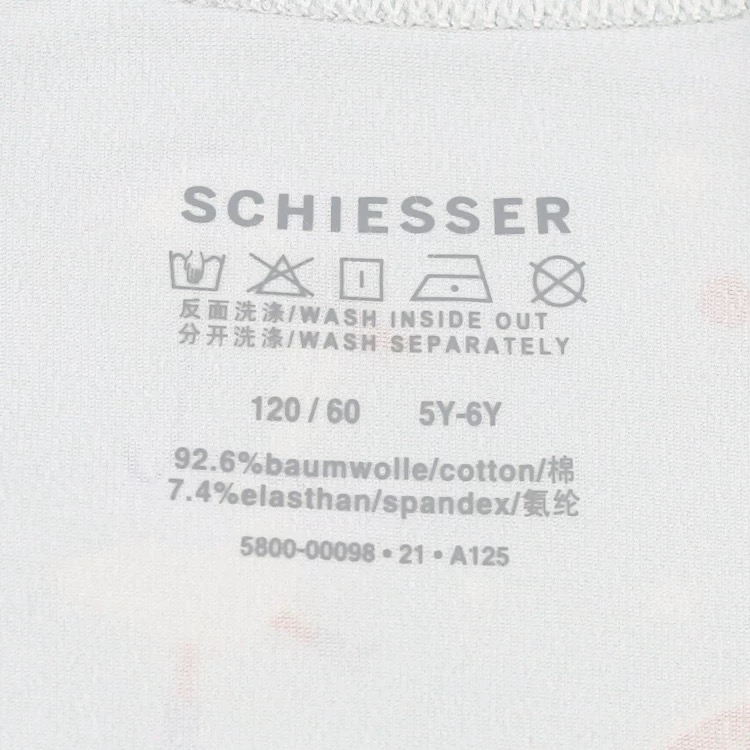 SCHIESSER
反面洗涤/WASH INSIDE OUT
分开洗涤/WASH SEPARATELY
120 / 60 5Y-6Y
92.6%baumwolle/cotton/棉
7.4%elasthan/spandex/氨纶
5800-00098 • 21 • A125